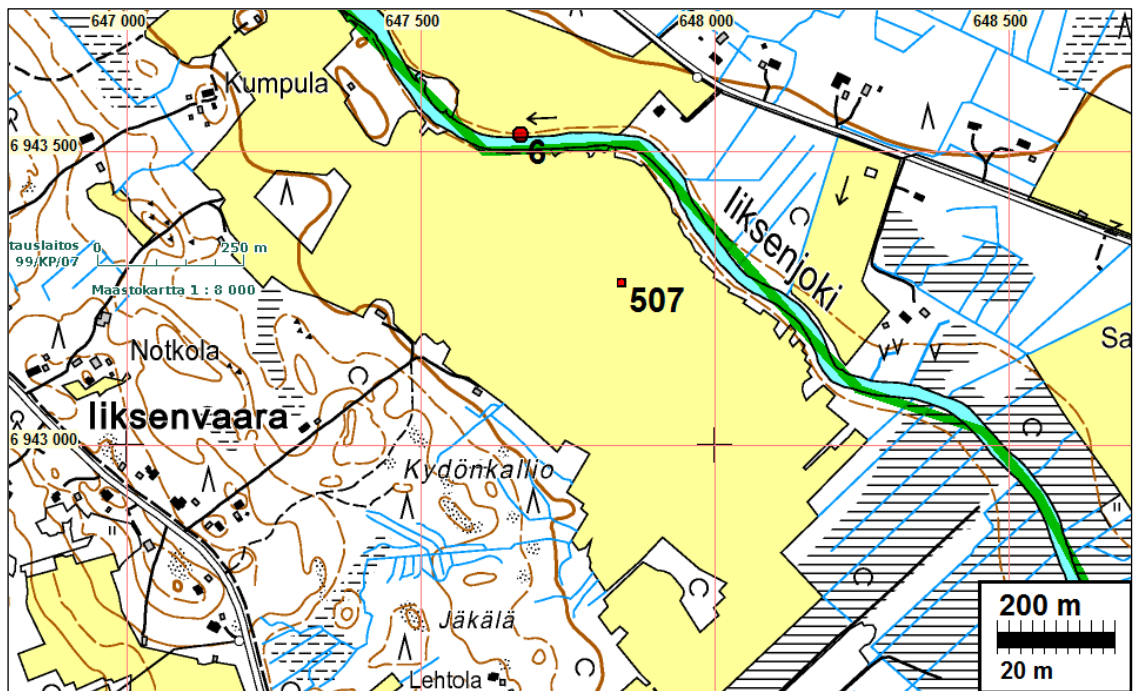 647 000
647 500
648 000
648 500
Kumpula
6 943 500
6
Iiksenjoki
tauslaitos
99/KP/07
0
250 m
Maastokartta 1 : 8 000
507
Notkola
Sa
Iiksenvaara
6 943 000
Kydönkallio
Jäkälä
Lehtola
200 m
20 m